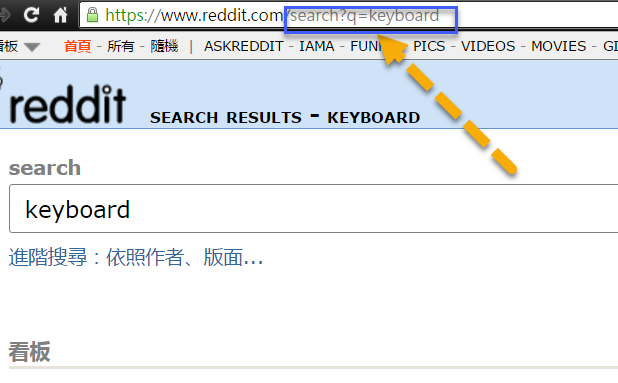 https://www.reddit.com/search?q=keyboard
看板 首頁 - 所有 - 隨機 | ASKREDDIT - IAMA - FUN - PICS - VIDEOS - MOVIES - GI
reddit SEARCH RESULTS - KEYBOARD
search
keyboard
進階搜尋：依照作者、版面...
看板